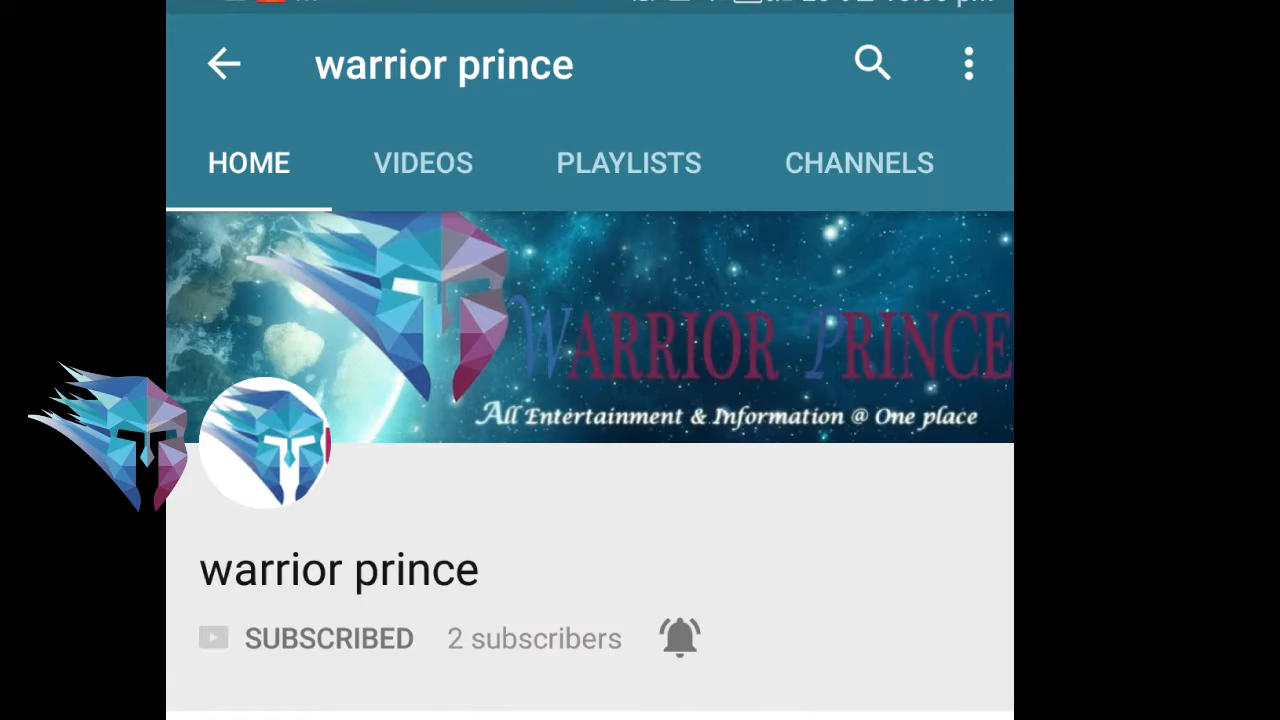 warrior prince
HOME VIDEOS PLAYLISTS CHANNELS
WARRIOR PRINCE
All Entertainment & Information @ One place
warrior prince
SUBSCRIBED 2 subscribers